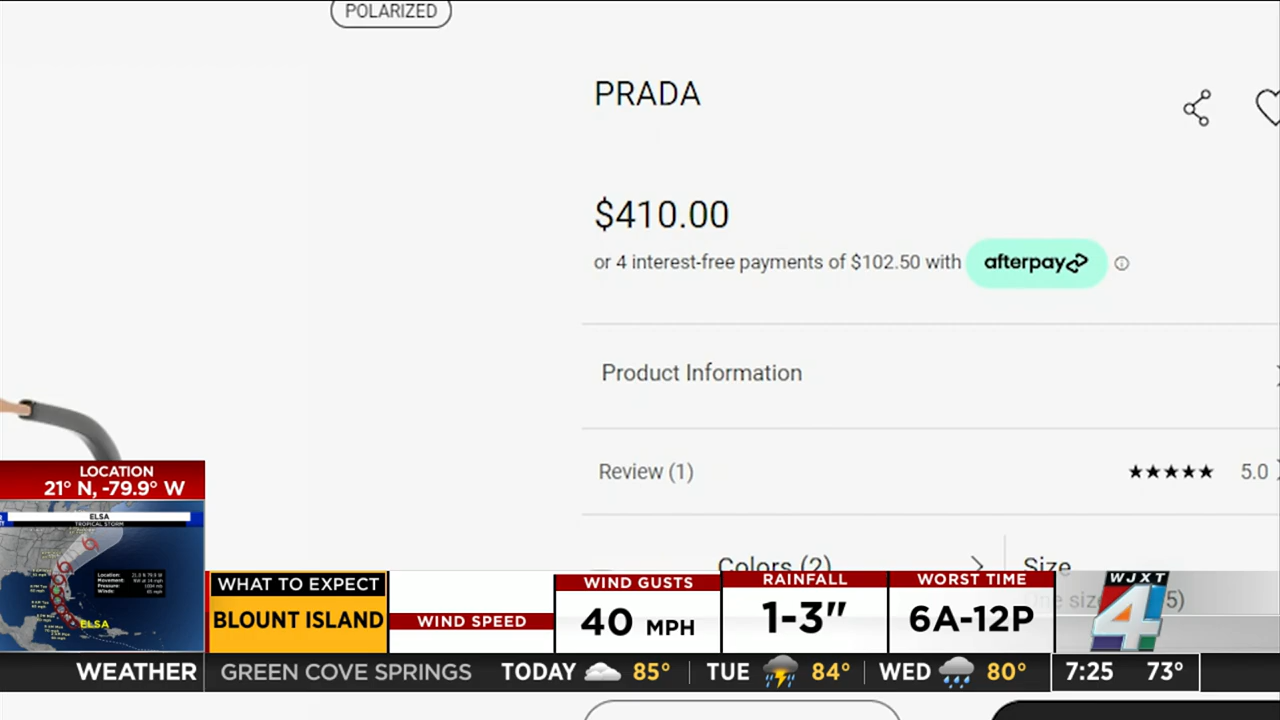 POLARIZED
PRADA
$410.00
or 4 interest-free payments of $102.50 with afterpay
Product Information
Review (1)
★★★★★ 5.0
Colors (2)
Size
LOCATION
21° N, -79.9° W
ELSA
TROPICAL STORM
ELSA
WHAT TO EXPECT
BLOUNT ISLAND
WIND SPEED
WIND GUSTS
40 MPH
RAINFALL
1-3"
WORST TIME
6A-12P
WJXT
4
WEATHER
GREEN COVE SPRINGS
TODAY 85°
TUE 84°
WED 80°
7:25 73°